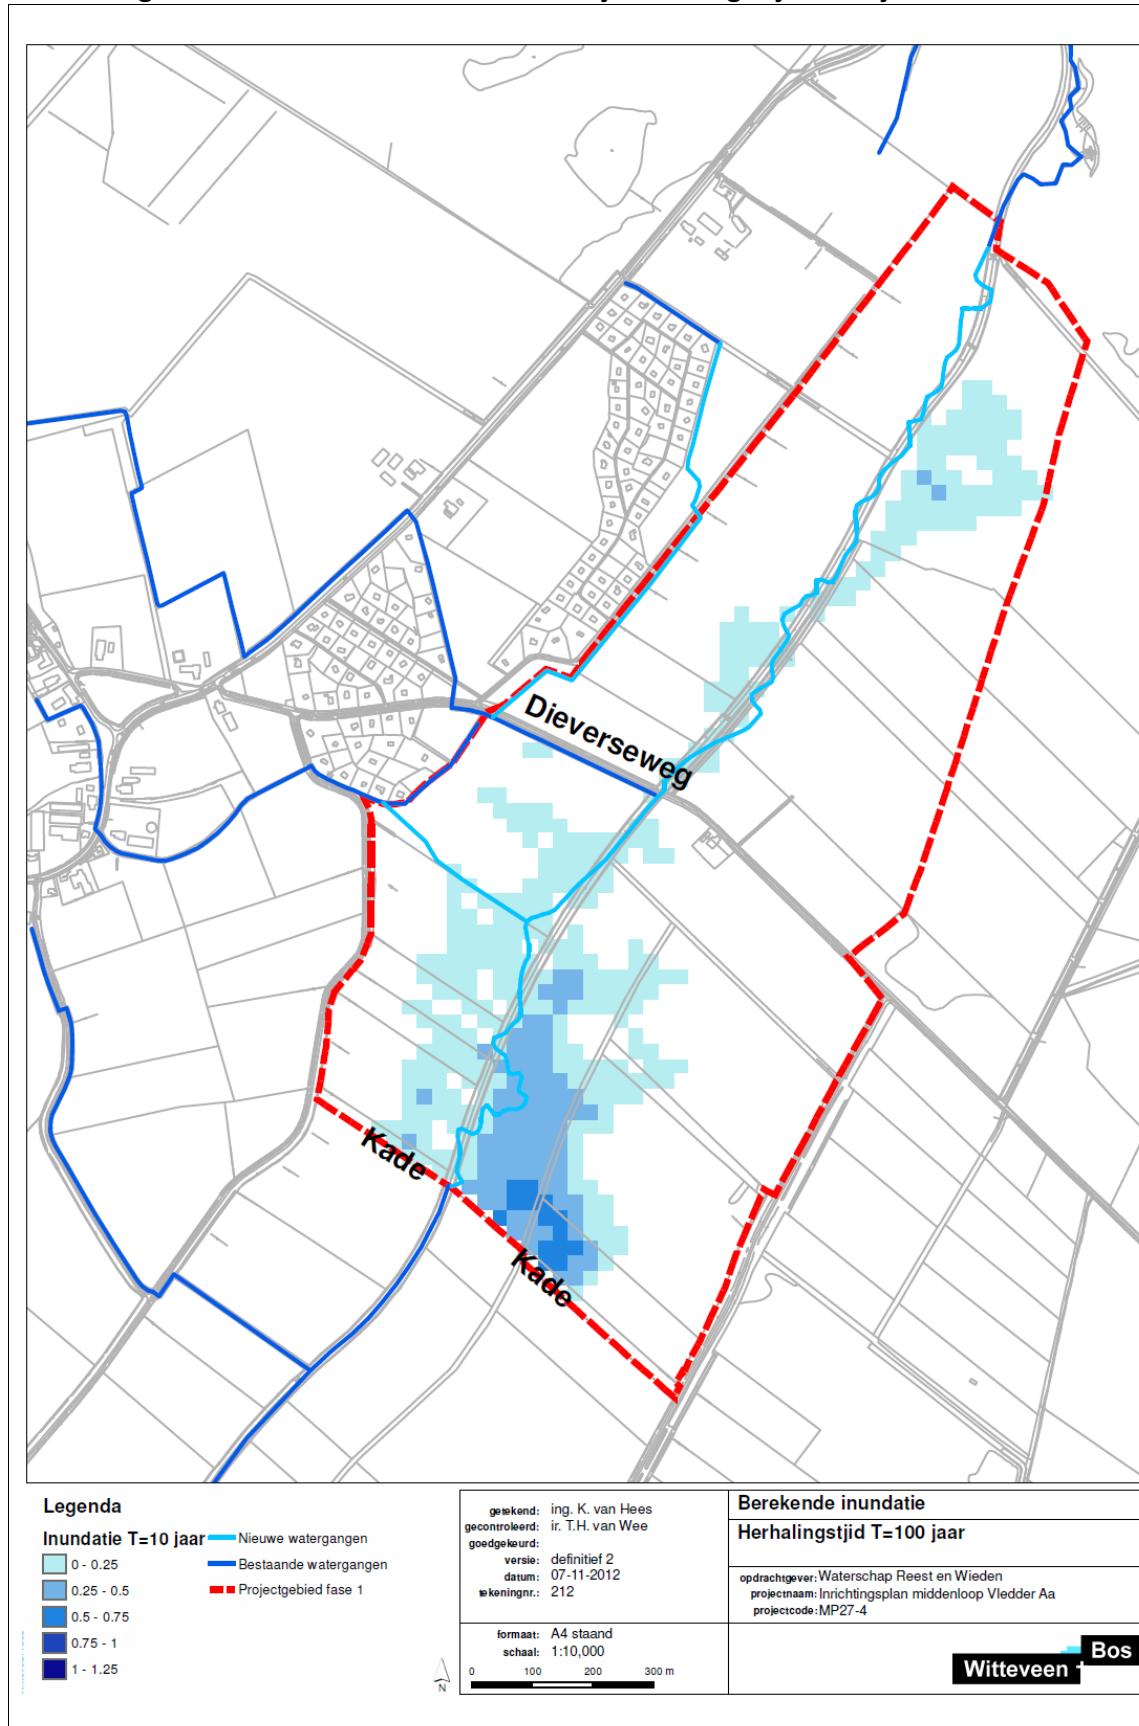 Dieverseweg
Kade
Kade
Legenda
Inundatie T=10 jaar
0 - 0.25
0.25 - 0.5
0.5 - 0.75
0.75 - 1
1 - 1.25
Nieuwe watergangen
Bestaande watergangen
Projectgebied fase 1
getekend: ing. K. van Hees
gecontroleerd: ir. T.H. van Wee
goedgekeurd:
versie: definitief 2
datum: 07-11-2012
tekeningnr.: 212
formaat: A4 staand
schaal: 1:10,000
0 100 200 300 m
N
Berekende inundatie
Herhalingstijd T=100 jaar
opdrachtgever: Waterschap Reest en Wieden
projectnaam: Inrichtingsplan middenloop Vledder Aa
projectcode: MP27-4
Witteveen + Bos